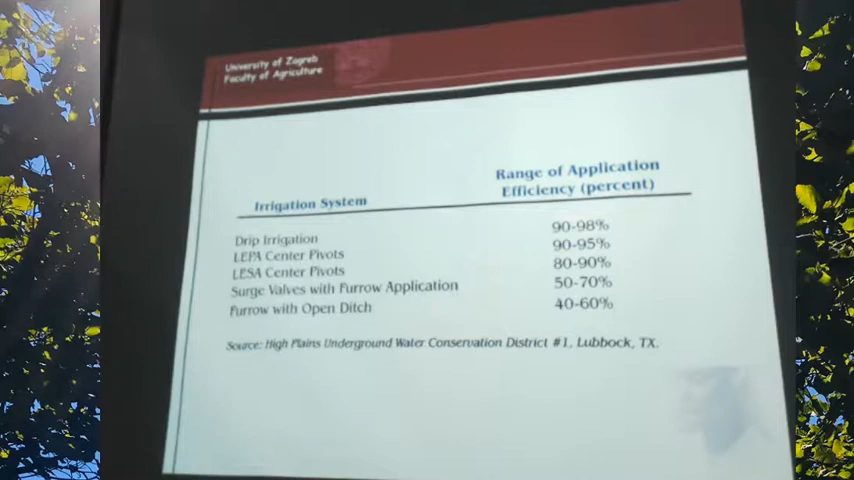 University of Zagreb
Faculty of Agriculture
Irrigation System
Range of Application
Efficiency (percent)
Drip Irrigation 90-98%
LEPA Center Pivots 90-95%
LESA Center Pivots 80-90%
Surge Valves with Furrow Application 50-70%
Furrow with Open Ditch 40-60%
Source: High Plains Underground Water Conservation District #1, Lubbock, TX.